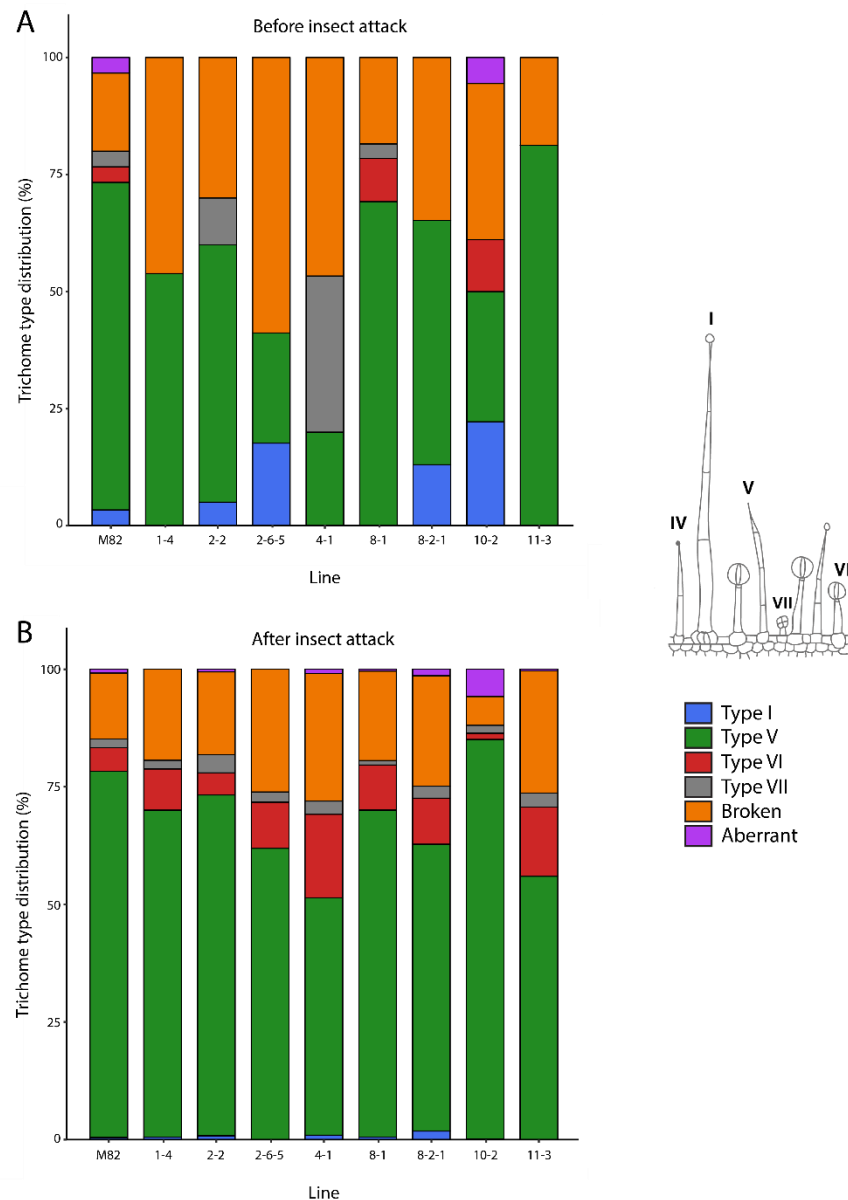 A
Before insect attack
Trichome type distribution (%)
100
75
50
25
0
M82 1-4 2-2 2-6-5 4-1 8-1 8-2-1 10-2 11-3
Line
I
IV
V
VII
VI
B
After insect attack
Trichome type distribution (%)
100
75
50
25
0
M82 1-4 2-2 2-6-5 4-1 8-1 8-2-1 10-2 11-3
Line
Type I
Type V
Type VI
Type VII
Broken
Aberrant